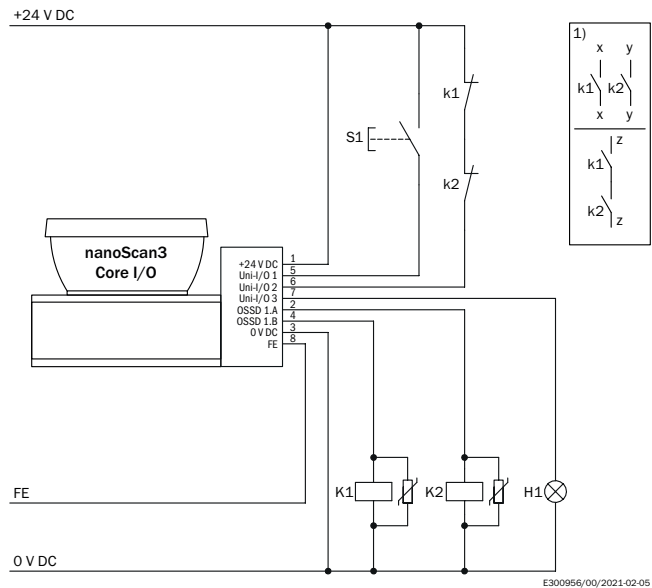 +24 V DC
1)
x y
k1 k2
x y
z
k1
k2
z
k1
S1
k2
nanoScan3
Core I/O
+24 V DC 1
Uni-I/O 1 5
Uni-I/O 2 6
Uni-I/O 3 7
OSSD 1.A 2
OSSD 1.B 4
0 V DC 3
FE 8
K1 K2 H1
FE
0 V DC
E300956/00/2021-02-05